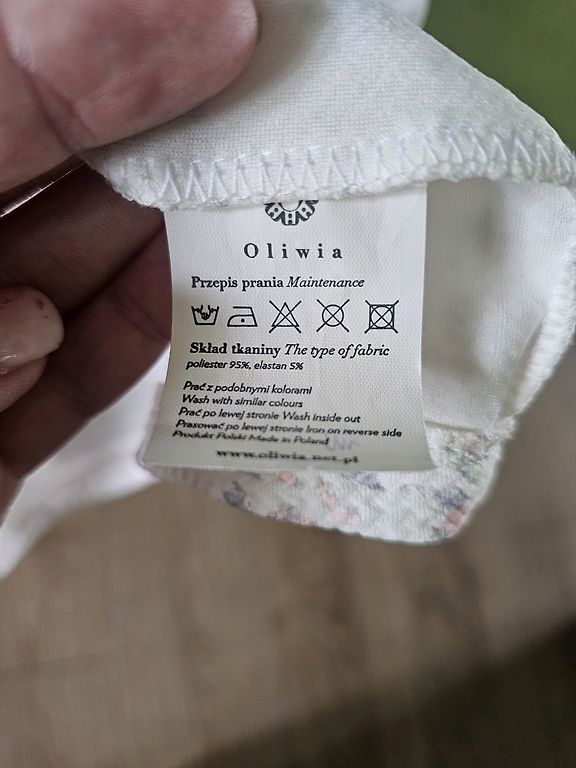 Oliwia
Przepis prania Maintenance
Skład tkaniny The type of fabric
poliester 95%, elastan 5%
Prać z podobnymi kolorami
Wash with similar colours
Prać po lewej stronie Wash inside out
Prasować po lewej stronie Iron on reverse side
Produkt Polski Made in Poland
www.oliwia.net.pl